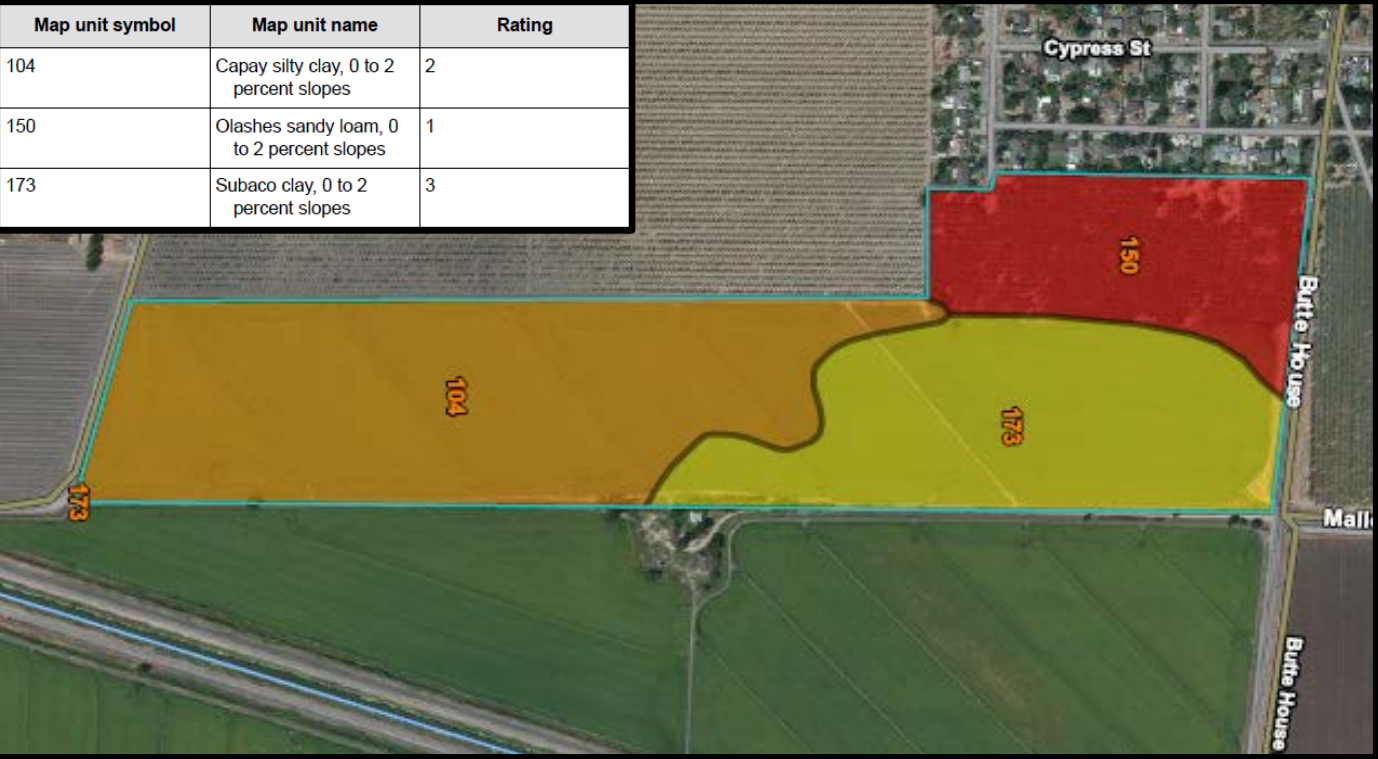 Map unit symbol Map unit name Rating
104 Capay silty clay, 0 to 2 2
percent slopes
150 Olashes sandy loam, 0 1
to 2 percent slopes
173 Subaco clay, 0 to 2 3
percent slopes
Cypress St
150
Butte House
104
173
173
Malle
Butte House